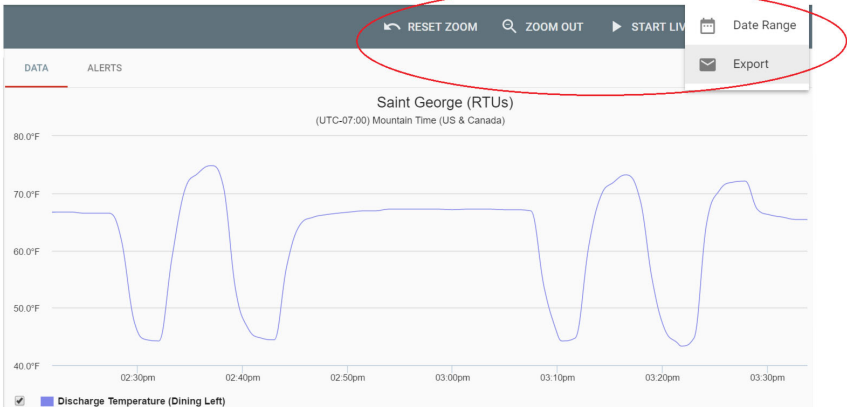 RESET ZOOM ZOOM OUT START LIV Date Range
Export
DATA ALERTS
Saint George (RTUs)
(UTC-07:00) Mountain Time (US & Canada)
80.0°F
70.0°F
60.0°F
50.0°F
40.0°F
02:30pm 02:40pm 02:50pm 03:00pm 03:10pm 03:20pm 03:30pm
Discharge Temperature (Dining Left)